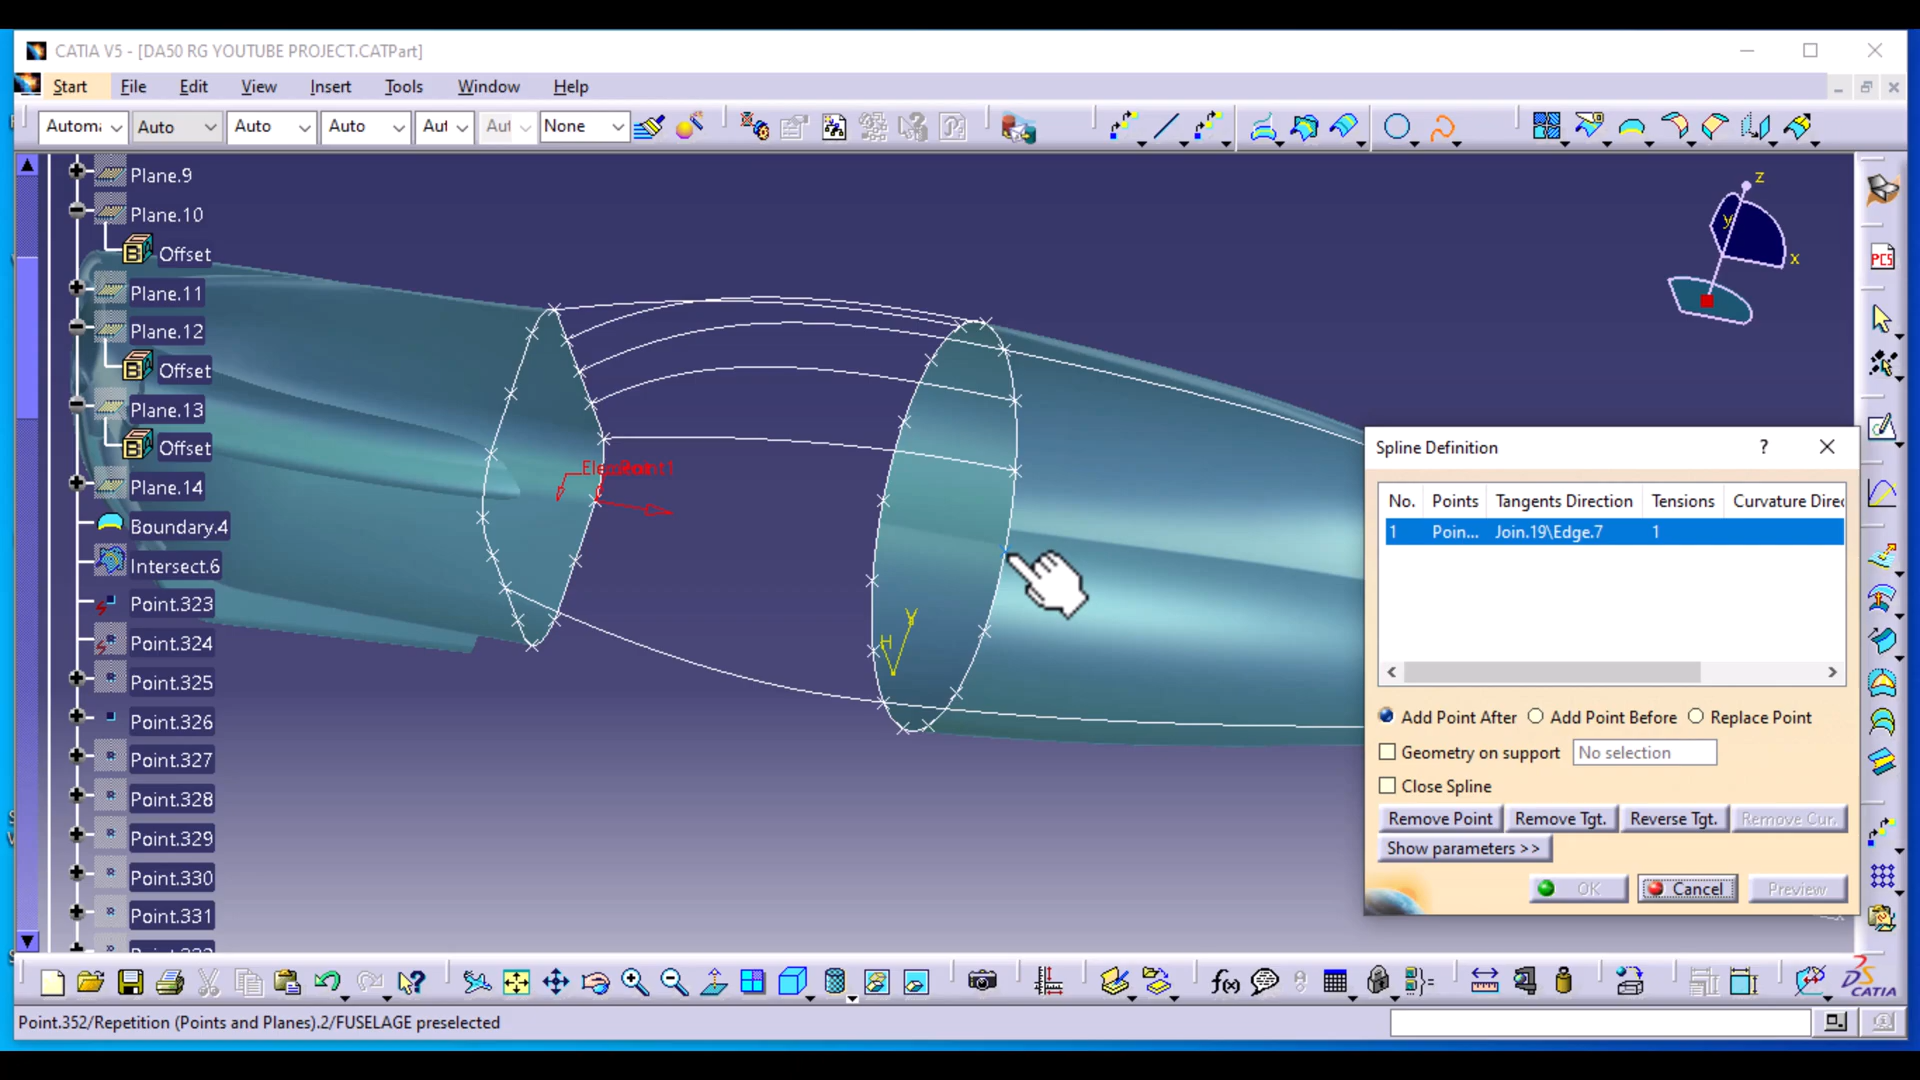 CATIA V5 - [DA50 RG YOUTUBE PROJECT.CATPart]
Start File Edit View Insert Tools Window Help
Auto Auto Auto None
Plane.9
Plane.10
Offset
Plane.11
Plane.12
Offset
Plane.13
Offset
Plane.14
Boundary.4
Intersect.6
Point.323
Point.324
Point.325
Point.326
Point.327
Point.328
Point.329
Point.330
Point.331
z
y
x
PCS
H
V
Spline Definition ? ×
No. Points Tangents Direction Tensions Curvature Direc
1 Poin... Join.19\Edge.7 1
Add Point After Add Point Before Replace Point
Geometry on support No selection
Close Spline
Remove Point Remove Tgt. Reverse Tgt. Remove Cur.
Show parameters >>
OK Cancel Preview
f(x)
CATIA
Point.352/Repetition (Points and Planes).2/FUSELAGE preselected